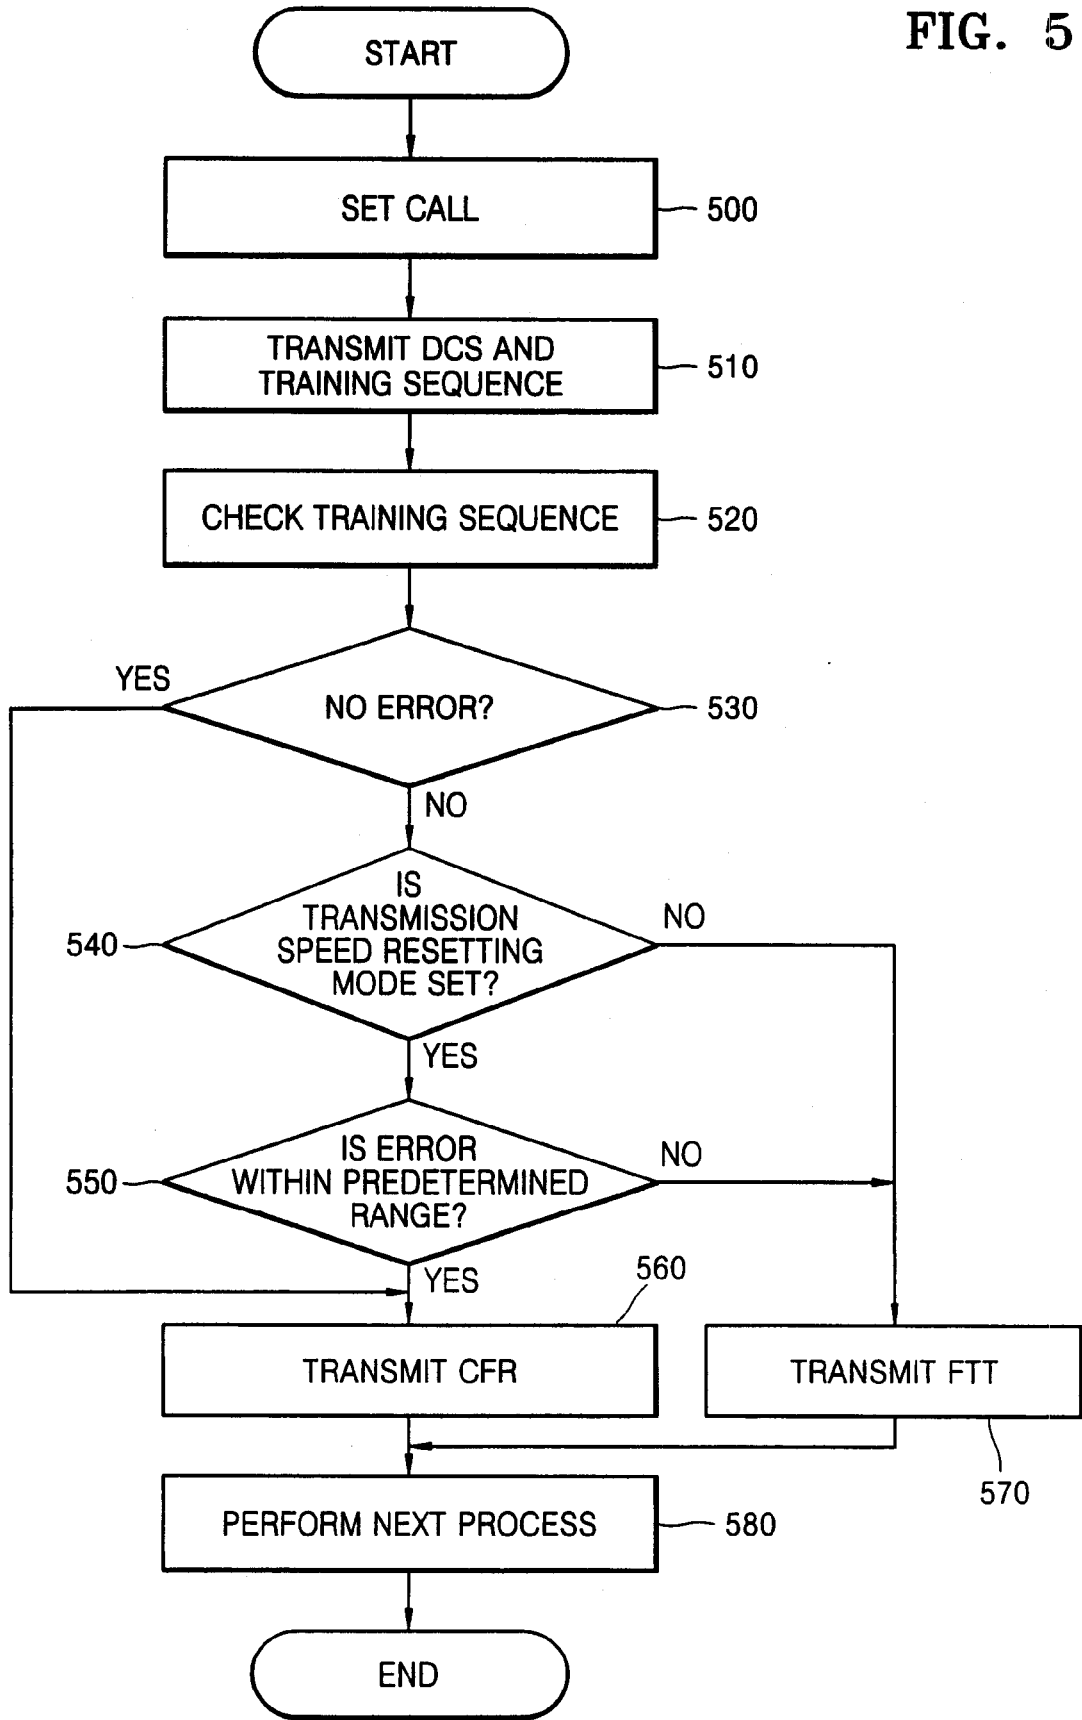 FIG. 5
START
SET CALL
500
TRANSMIT DCS AND
TRAINING SEQUENCE
510
CHECK TRAINING SEQUENCE
520
YES
NO ERROR?
530
NO
IS
TRANSMISSION
SPEED RESETTING
MODE SET?
540
NO
YES
IS ERROR
WITHIN PREDETERMINED
RANGE?
550
NO
YES
560
TRANSMIT CFR
TRANSMIT FTT
570
PERFORM NEXT PROCESS
580
END